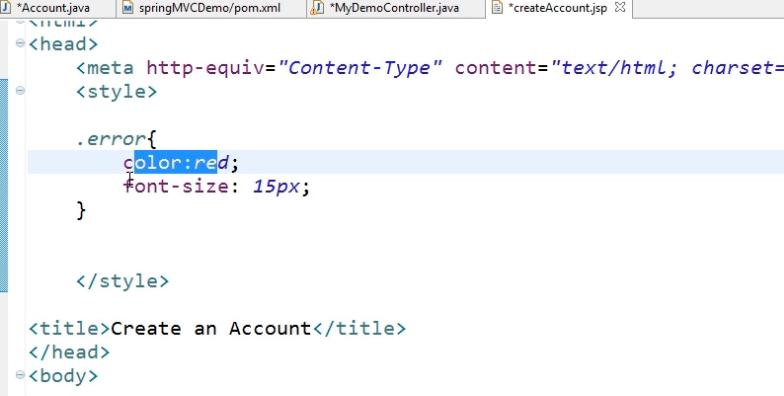 *Account.java springMVCDemo/pom.xml *MyDemoController.java *createAccount.jsp
<html>
<head>
<meta http-equiv="Content-Type" content="text/html; charset=
<style>
.error{
color:red;
font-size: 15px;
}
</style>
<title>Create an Account</title>
</head>
<body>